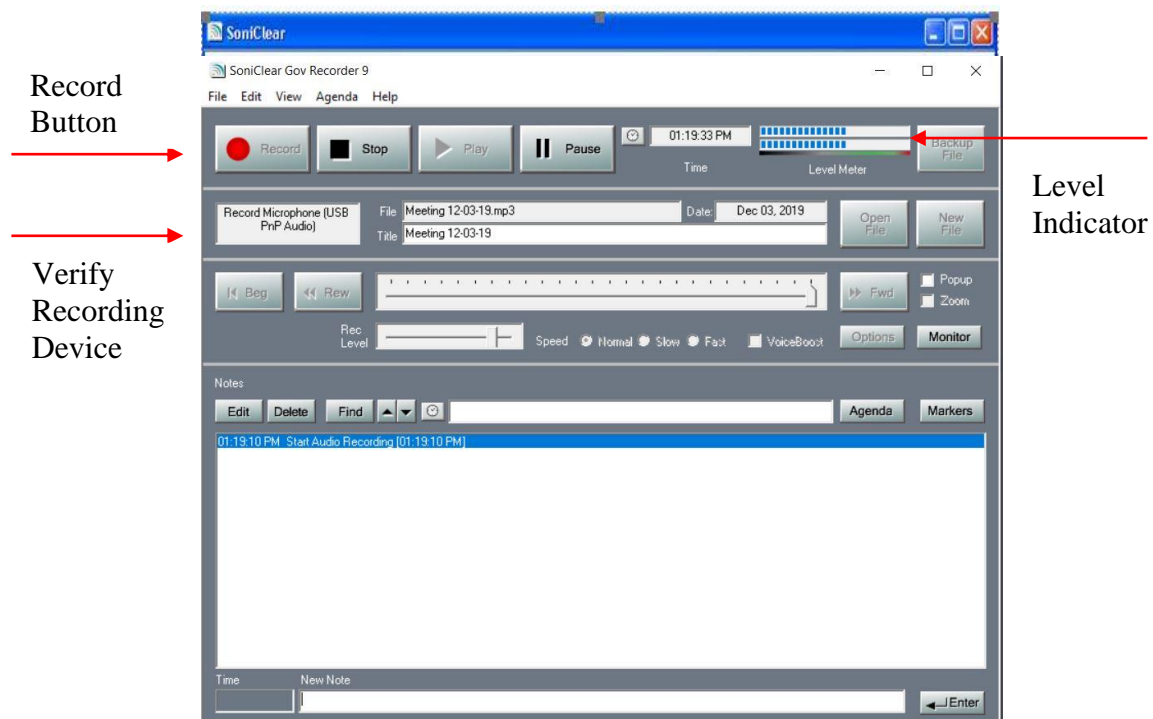 SoniClear
SoniClear Gov Recorder 9
File Edit View Agenda Help
Record
Button
Record Stop Play Pause 01:19:33 PM Backup
File
Time Level Meter
Level
Indicator
Record Microphone (USB
PnP Audio)
File Meeting 12-03-19.mp3 Date: Dec 03, 2019 Open
File New
File
Title Meeting 12-03-19
Verify
Recording
Device
Beg Rew Fwd Popup
Zoom
Rec
Level Speed Normal Slow Fast VoiceBoost Options Monitor
Notes
Edit Delete Find Agenda Markers
01:19:10 PM Start Audio Recording [01:19:10 PM]
Time New Note
Enter